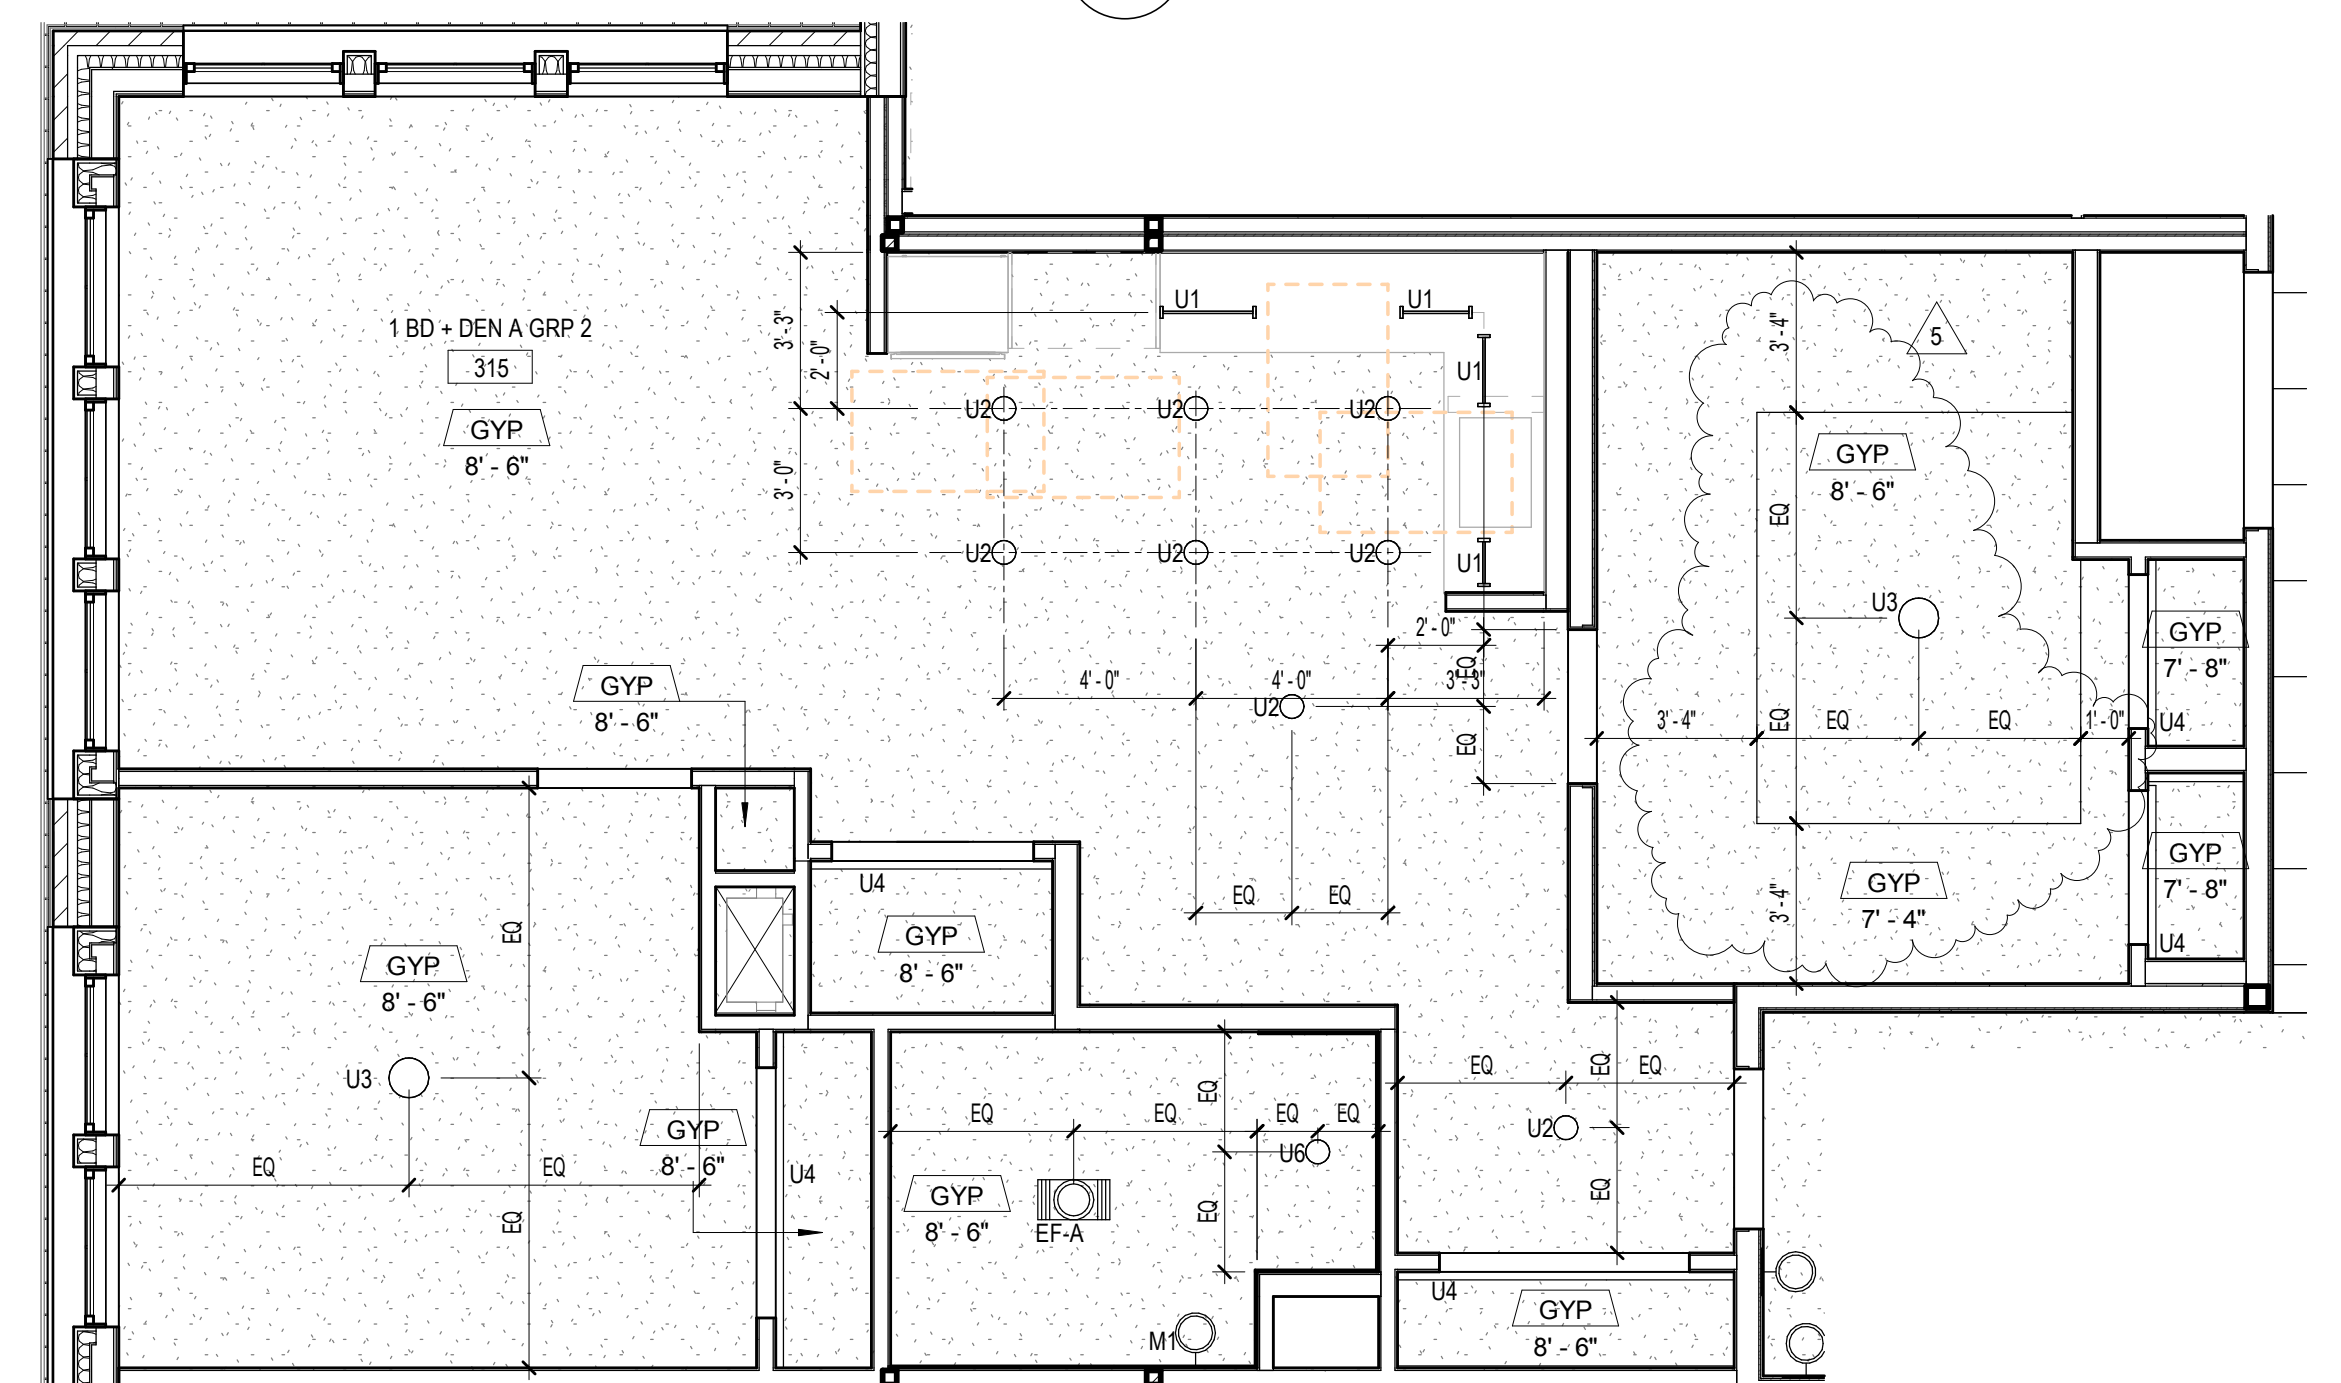 1 BD + DEN A GRP 2
315
GYP
8' - 6"
3' - 3"
2' - 0"
3' - 0"
U1
U1
U1
U1
U2
U2
U2
U2
U2
U2
3' - 4"
5
GYP
8' - 6"
EQ
U3
GYP
7' - 8"
U4
2' - 0"
EQ
4' - 0"
4' - 0"
3' - 3"
U2
EQ
3' - 4"
EQ
EQ
EQ
1' - 0"
GYP
8' - 6"
GYP
7' - 8"
U4
GYP
7' - 4"
3' - 4"
EQ
EQ
U4
GYP
8' - 6"
EQ
GYP
8' - 6"
U3
EQ
EQ
EQ
GYP
8' - 6"
U4
EQ
EQ
EQ
EQ
EQ
EQ
U6
GYP
8' - 6"
EF-A
M1
EQ
EQ
EQ
EQ
U2
U4
GYP
8' - 6"